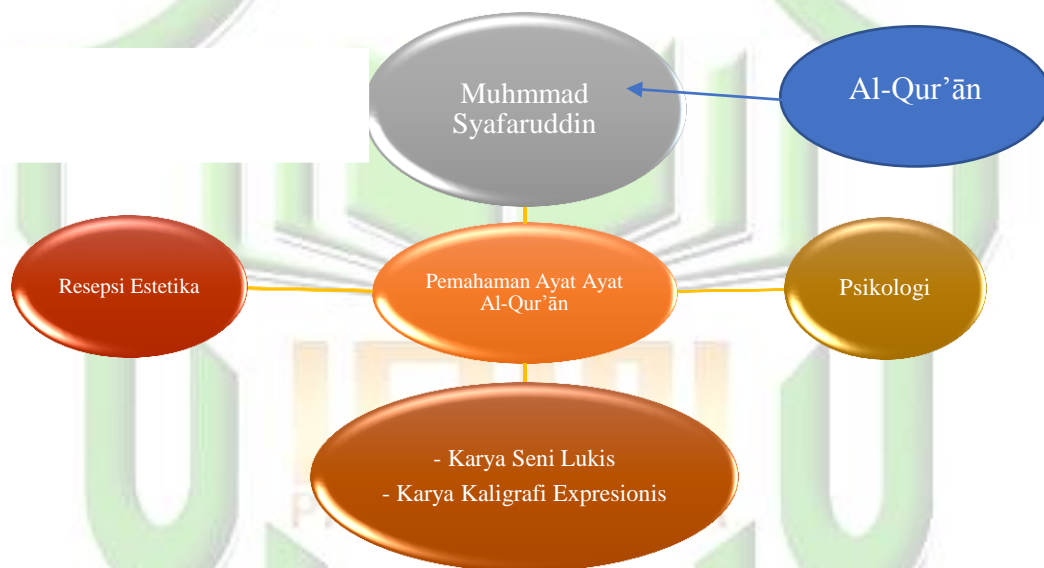 Muhmmad
Syafaruddin
Al-Qur’ān
Resepsi Estetika
Pemahaman Ayat Ayat
Al-Qur’ān
Psikologi
- Karya Seni Lukis
- Karya Kaligrafi Expresionis